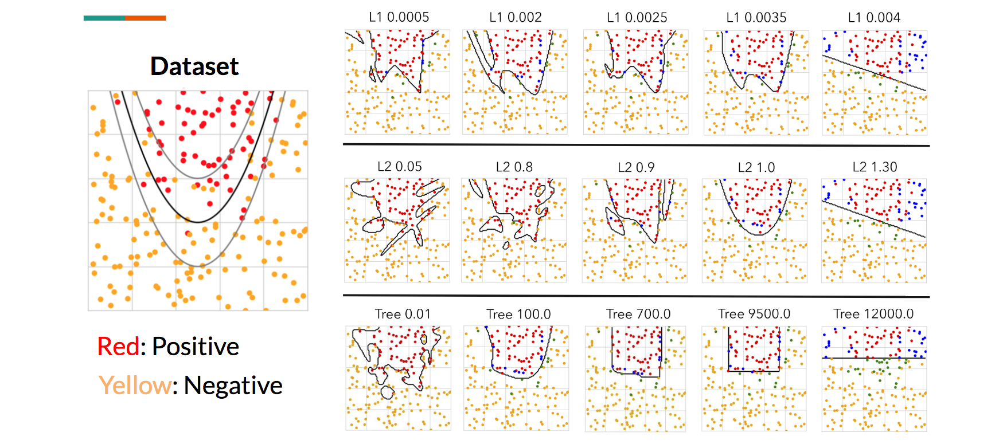 Dataset
Red: Positive
Yellow: Negative
L1 0.0005
L1 0.002
L1 0.0025
L1 0.0035
L1 0.004
L2 0.05
L2 0.8
L2 0.9
L2 1.0
L2 1.30
Tree 0.01
Tree 100.0
Tree 700.0
Tree 9500.0
Tree 12000.0